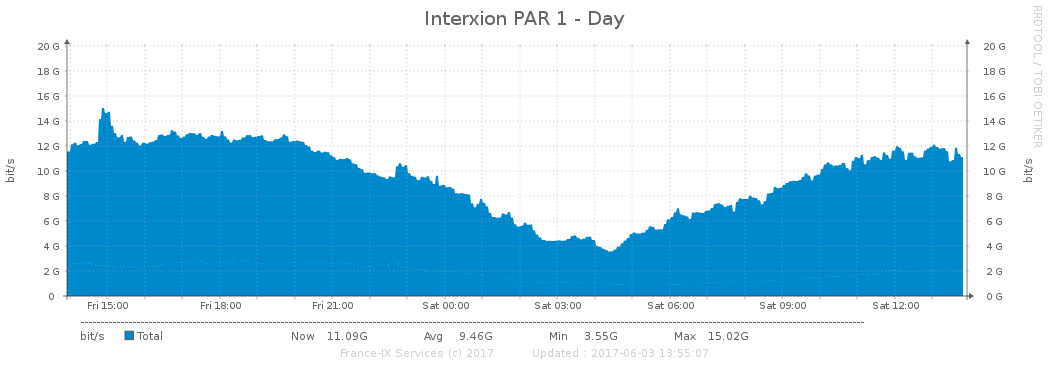 Interxion PAR 1 - Day
RRDTOOL / TOBI OETIKER
bit/s
20 G 20 G
18 G 18 G
16 G 16 G
14 G 14 G
12 G 12 G
10 G 10 G
8 G 8 G
6 G 6 G
4 G 4 G
2 G 2 G
0 0 G
bit/s
Fri 15:00 Fri 18:00 Fri 21:00 Sat 00:00 Sat 03:00 Sat 06:00 Sat 09:00 Sat 12:00
bit/s Total Now 11.09G Avg 9.46G Min 3.55G Max 15.02G
France-IX Services (c) 2017 Updated : 2017-06-03 13:55:07